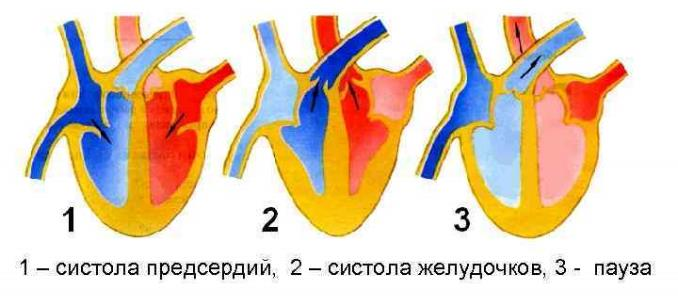 1 2 3
1 – систола предсердий, 2 – систола желудочков, 3 - пауза